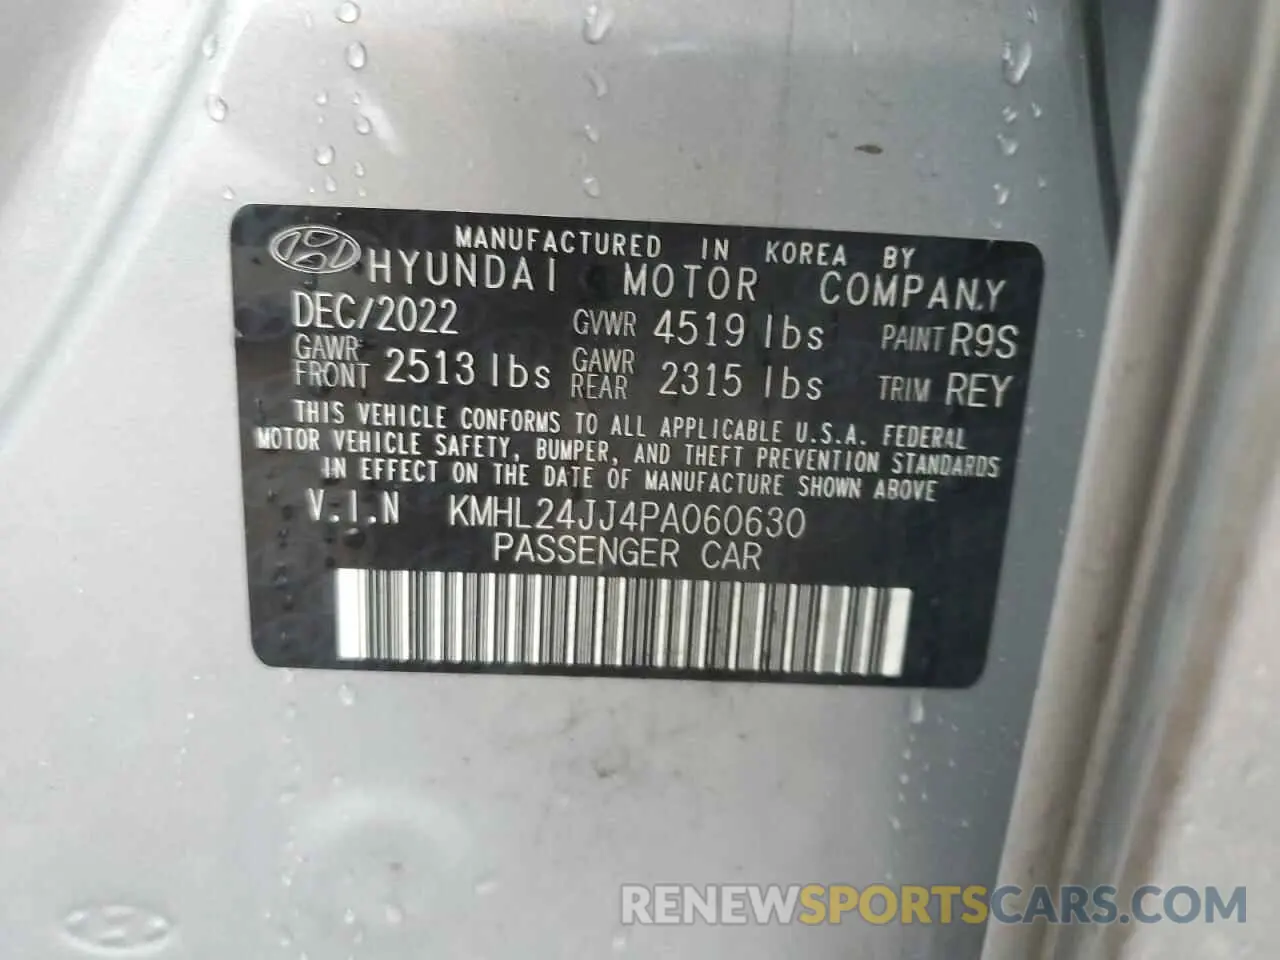 MANUFACTURED IN KOREA BY
HYUNDAI MOTOR COMPANY
DEC/2022 GVWR 4519 lbs PAINT R9S
GAWR FRONT 2513 lbs GAWR REAR 2315 lbs TRIM REY
THIS VEHICLE CONFORMS TO ALL APPLICABLE U.S.A. FEDERAL
MOTOR VEHICLE SAFETY, BUMPER, AND THEFT PREVENTION STANDARDS
IN EFFECT ON THE DATE OF MANUFACTURE SHOWN ABOVE
V.I.N KMHL24JJ4PA060630
PASSENGER CAR
RENEWSPORTSCARS.COM